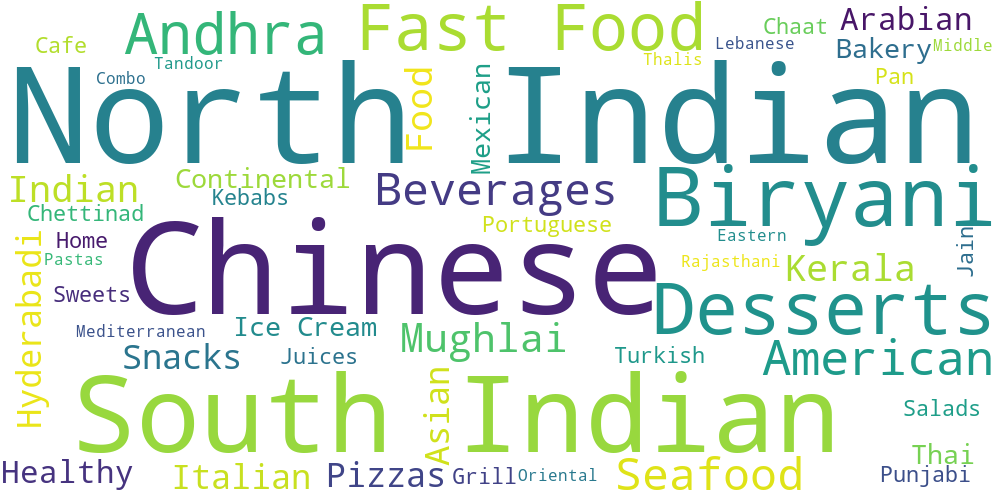 Andhra
Fast Food
Chaat
Arabian
Cafe
Tandoor
Lebanese
Bakery
Middle
Thalis
Combo
North Indian
Food
Mexican
Pan
Indian
Continental
Kebabs
Beverages
Biryani
Chettinad
Portuguese
Home
Pastas
Chinese
Eastern
Jain
Rajasthani
Kerala
Hyderabadi
Sweets
Desserts
Mediterranean
Ice Cream
Mughlai
Snacks
Juices
Turkish
American
South Indian
Asian
Salads
Thai
Healthy
Italian
Pizzas
Grill
Oriental
Seafood
Punjabi